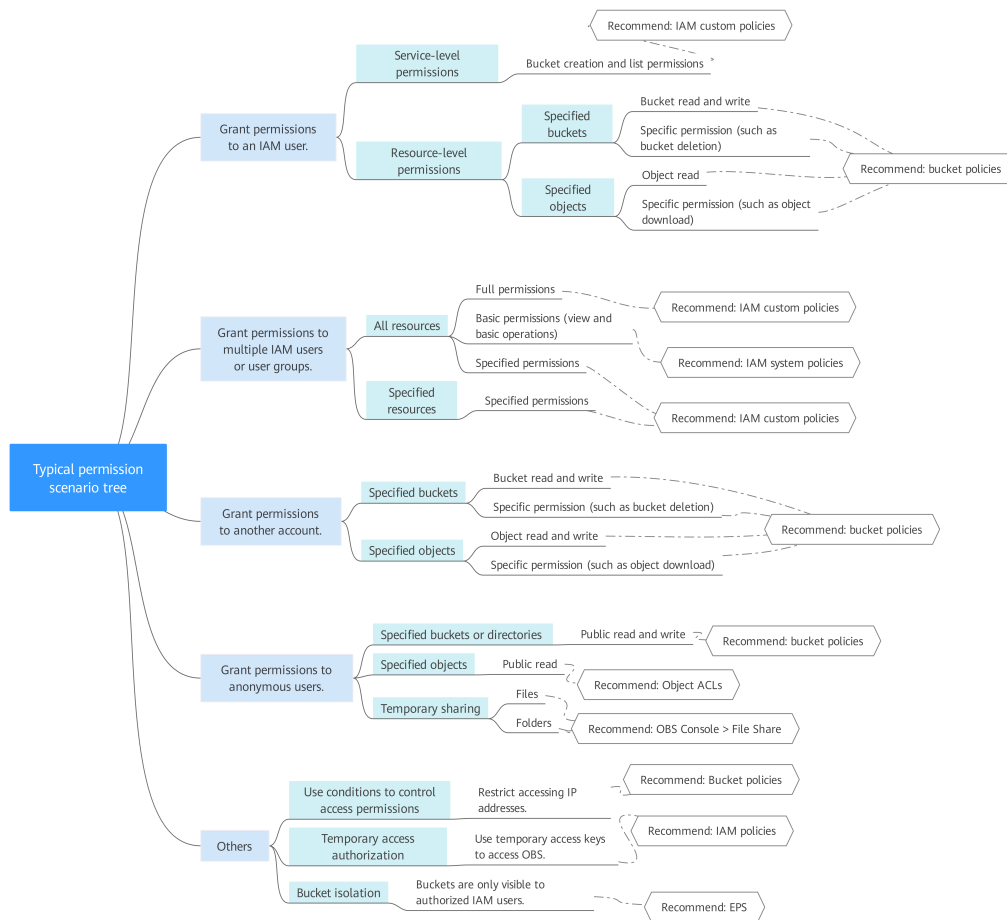 Typical permission
scenario tree
Grant permissions
to an IAM user.
Service-level
permissions
Bucket creation and list permissions
Recommend: IAM custom policies
Resource-level
permissions
Specified
buckets
Bucket read and write
Specific permission (such as
bucket deletion)
Specified
objects
Object read
Specific permission (such as object
download)
Recommend: bucket policies
Grant permissions to
multiple IAM users
or user groups.
All resources
Full permissions
Recommend: IAM custom policies
Basic permissions (view and
basic operations)
Recommend: IAM system policies
Specified permissions
Specified
resources
Specified permissions
Recommend: IAM custom policies
Grant permissions
to another account.
Specified buckets
Bucket read and write
Specific permission (such as bucket deletion)
Specified objects
Object read and write
Specific permission (such as object download)
Recommend: bucket policies
Grant permissions to
anonymous users.
Specified buckets or directories
Public read and write
Recommend: bucket policies
Specified objects
Public read
Recommend: Object ACLs
Temporary sharing
Files
Folders
Recommend: OBS Console > File Share
Others
Use conditions to control
access permissions
Restrict accessing IP
addresses.
Recommend: Bucket policies
Temporary access
authorization
Use temporary access keys
to access OBS.
Recommend: IAM policies
Bucket isolation
Buckets are only visible to
authorized IAM users.
Recommend: EPS